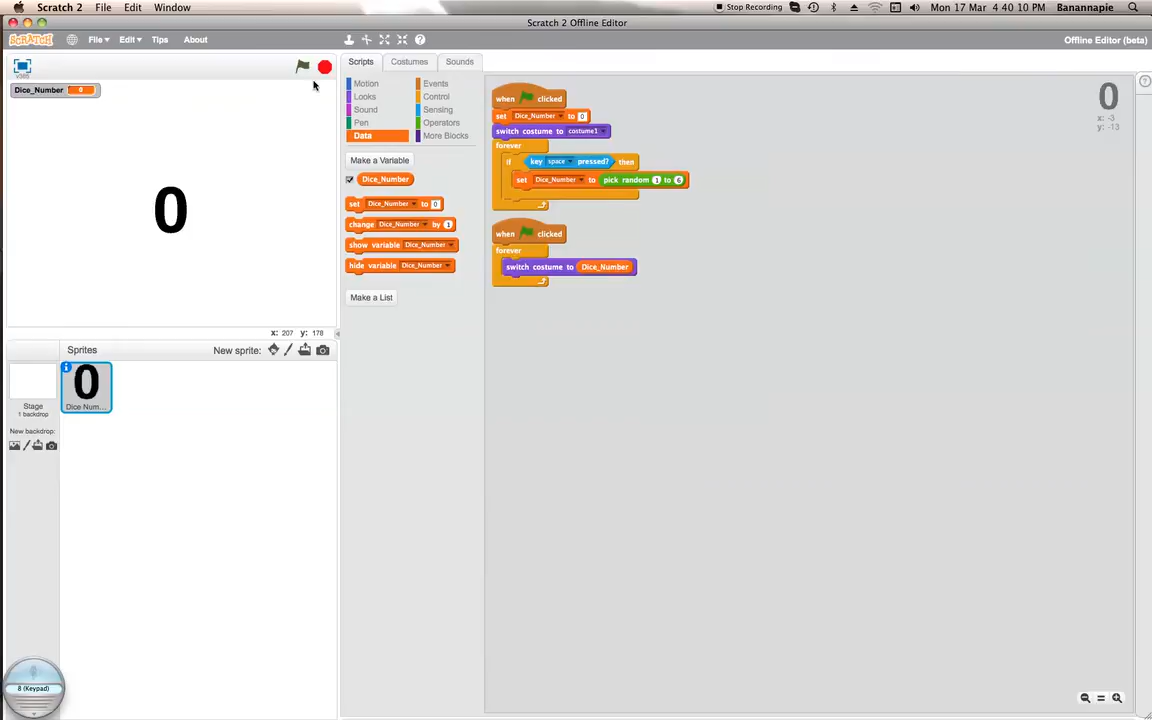 Scratch 2 File Edit Window Stop Recording Mon 17 Mar 4 40 10 PM Banannapie
Scratch 2 Offline Editor
SCRATCH File Edit Tips About Offline Editor (beta)
Scripts Costumes Sounds
Dice_Number 0
0
x: 207 y: 178
Sprites New sprite:
Stage
1 backdrop
New backdrop:
0
Dice Num...
8 (Keypad)
Motion Events
Looks Control
Sound Sensing
Pen Operators
Data More Blocks
Make a Variable
Dice_Number
set Dice_Number to 0
change Dice_Number by 1
show variable Dice_Number
hide variable Dice_Number
Make a List
when clicked
set Dice_Number to 0
switch costume to costume1
forever
if key space pressed? then
set Dice_Number to pick random 1 to 6
when clicked
forever
switch costume to Dice_Number
0
x: -3
y: -13